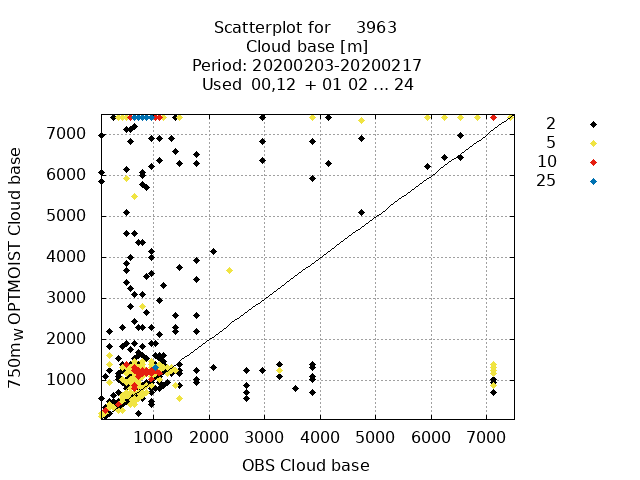 Scatterplot for 3963
Cloud base [m]
Period: 20200203-20200217
Used 00,12 + 01 02 ... 24
2
5
10
25
7000
6000
5000
4000
3000
2000
1000
750mw OPTMOIST Cloud base
1000 2000 3000 4000 5000 6000 7000
OBS Cloud base